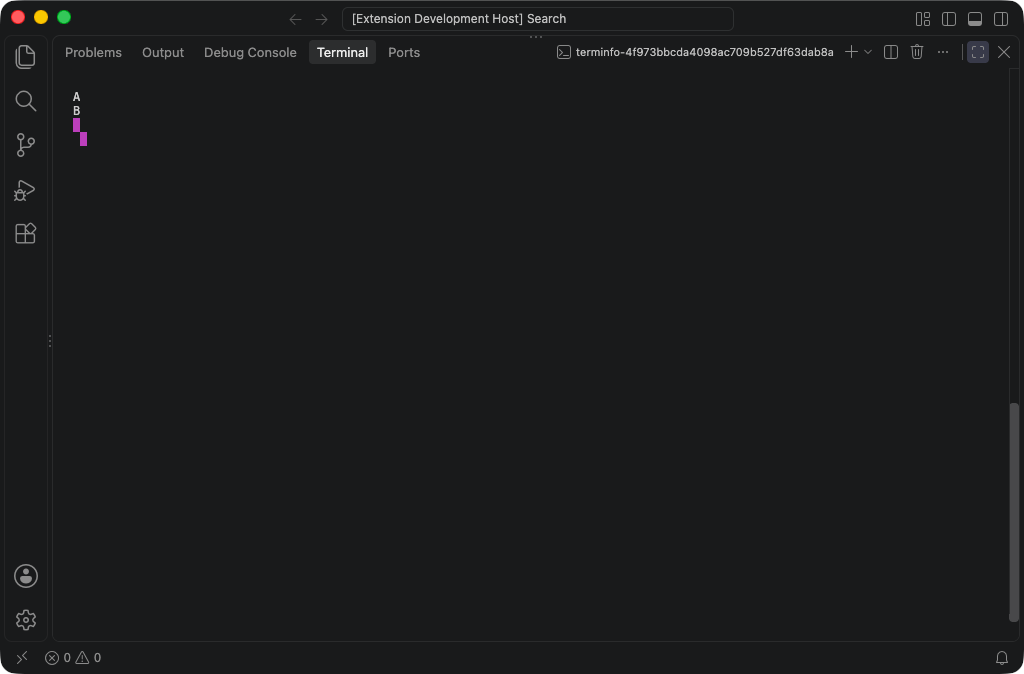 [Extension Development Host] Search
Problems Output Debug Console Terminal Ports terminfo-4f973bbcda4098ac709b527df63dab8a
A
B
0 0